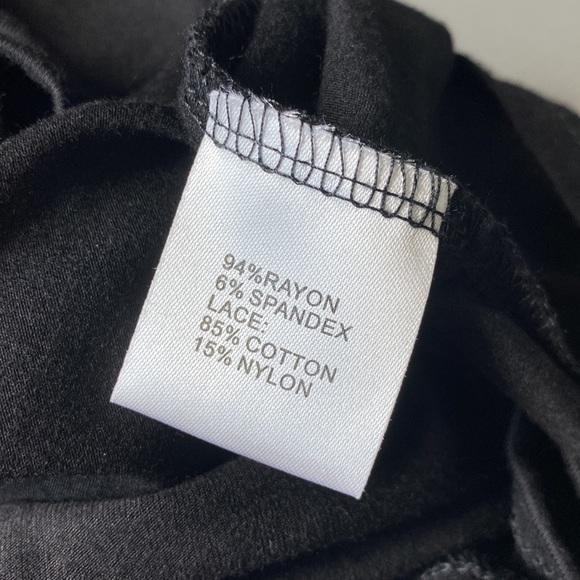 94%RAYON
6% SPANDEX
LACE:
85% COTTON
15% NYLON